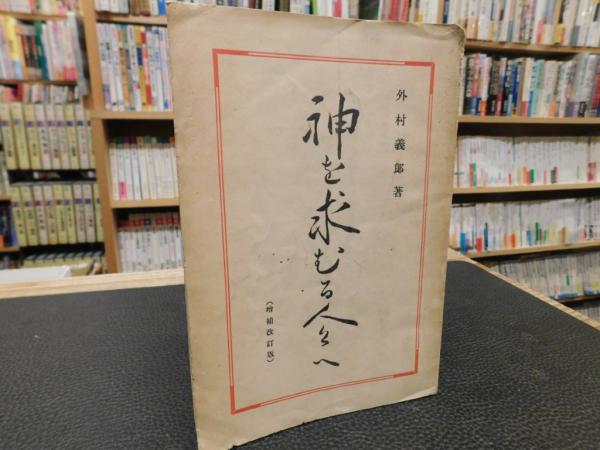 外村義郎著
神を求むる人々へ
（増補改訂版）